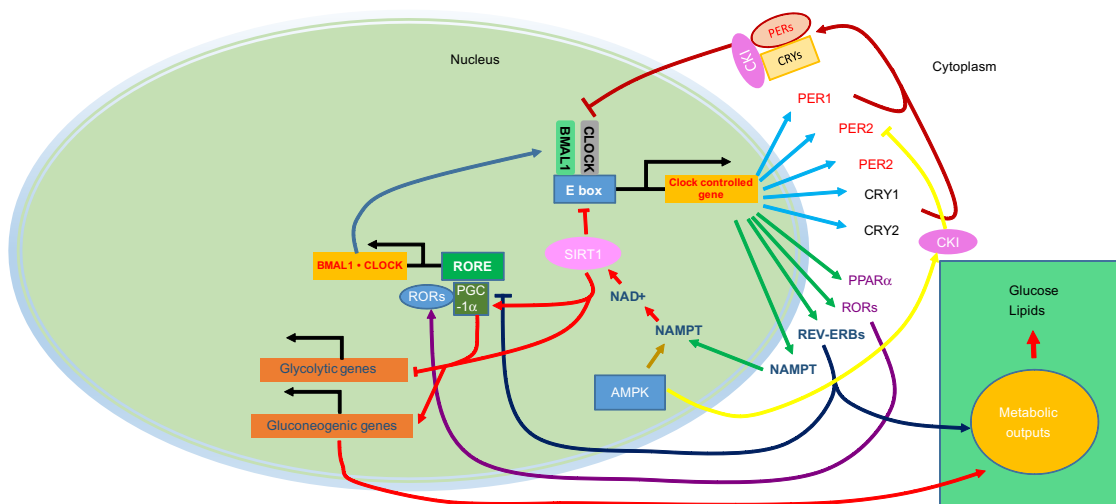 Nucleus
Cytoplasm
PERs
CKI
CRYs
PER1
PER2
PER2
CRY1
CRY2
CKI
BMAL1
CLOCK
E box
Clock controlled
gene
SIRT1
NAD+
NAMPT
AMPK
BMAL1 • CLOCK
RORE
RORs
PGC
-1α
PPARα
RORs
REV-ERBs
NAMPT
Glycolytic genes
Gluconeogenic genes
Glucose
Lipids
Metabolic
outputs